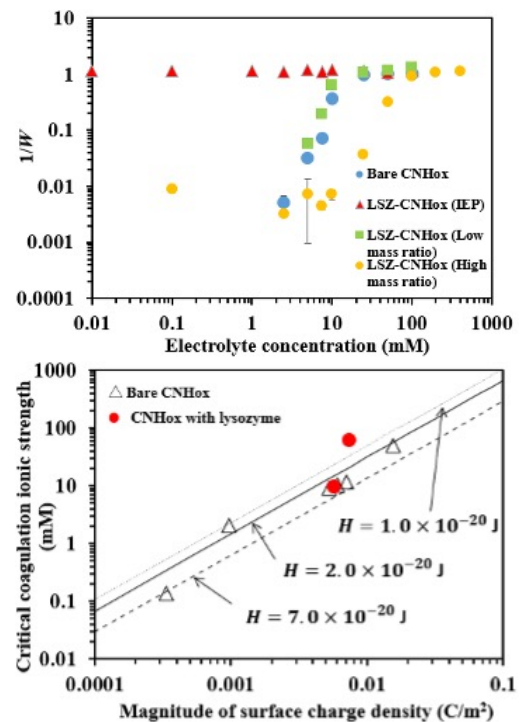 10
1
0.1
0.01
0.001
0.0001
1/W
0.01
0.1
1
10
100
1000
Electrolyte concentration (mM)
Bare CNHox
LSZ-CNHox (IEP)
LSZ-CNHox (Low
mass ratio)
LSZ-CNHox (High
mass ratio)
1000
100
10
1
0.1
0.01
Critical coagulation ionic strength
(mM)
Bare CNHox
CNHox with lysozyme
H = 1.0 × 10⁻²⁰ J
H = 2.0 × 10⁻²⁰ J
H = 7.0 × 10⁻²⁰ J
0.0001
0.001
0.01
0.1
Magnitude of surface charge density (C/m²)